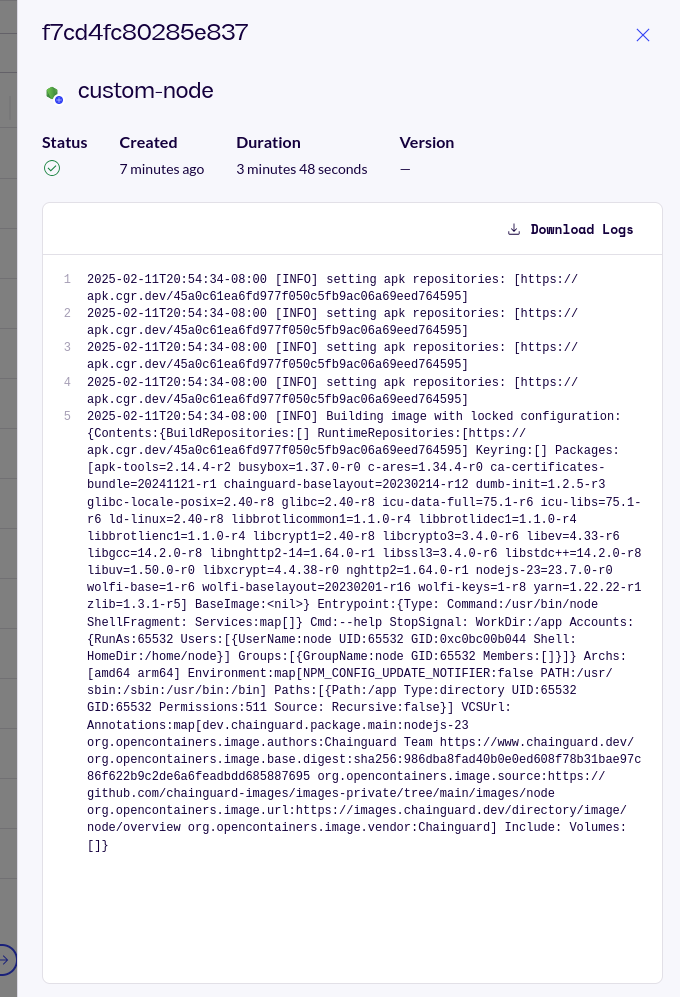 f7cd4fc80285e837
custom-node
Status Created Duration Version
7 minutes ago 3 minutes 48 seconds —
Download Logs
1 2025-02-11T20:54:34-08:00 [INFO] setting apk repositories: [https://
apk.cgr.dev/45a0c61ea6fd977f050c5fb9ac06a69eed764595]
2 2025-02-11T20:54:34-08:00 [INFO] setting apk repositories: [https://
apk.cgr.dev/45a0c61ea6fd977f050c5fb9ac06a69eed764595]
3 2025-02-11T20:54:34-08:00 [INFO] setting apk repositories: [https://
apk.cgr.dev/45a0c61ea6fd977f050c5fb9ac06a69eed764595]
4 2025-02-11T20:54:34-08:00 [INFO] setting apk repositories: [https://
apk.cgr.dev/45a0c61ea6fd977f050c5fb9ac06a69eed764595]
5 2025-02-11T20:54:34-08:00 [INFO] Building image with locked configuration:
{Contents:{BuildRepositories:[] RuntimeRepositories:[https://
apk.cgr.dev/45a0c61ea6fd977f050c5fb9ac06a69eed764595] Keyring:[] Packages:
[apk-tools=2.14.4-r2 busybox=1.37.0-r0 c-ares=1.34.4-r0 ca-certificates-
bundle=20241121-r1 chainguard-baselayout=20230214-r12 dumb-init=1.2.5-r3
glibc-locale-posix=2.40-r8 glibc=2.40-r8 icu-data-full=75.1-r6 icu-libs=75.1-
r6 ld-linux=2.40-r8 libbrotlicommon1=1.1.0-r4 libbrotlidec1=1.1.0-r4
libbrotlienc1=1.1.0-r4 libcrypt1=2.40-r8 libcrypto3=3.4.0-r6 libev=4.33-r6
libgcc=14.2.0-r8 libnghttp2-14=1.64.0-r1 libssl3=3.4.0-r6 libstdc++=14.2.0-r8
libuv=1.50.0-r0 libxcrypt=4.4.38-r0 nghttp2=1.64.0-r1 nodejs-23=23.7.0-r0
wolfi-base=1-r6 wolfi-baselayout=20230201-r16 wolfi-keys=1-r8 yarn=1.22.22-r1
zlib=1.3.1-r5] BaseImage:<nil>} Entrypoint:{Type: Command:/usr/bin/node
ShellFragment: Services:map[]} Cmd:--help StopSignal: WorkDir:/app Accounts:
{RunAs:65532 Users:[{UserName:node UID:65532 GID:0xc0bc00b044 Shell:
HomeDir:/home/node}] Groups:[{GroupName:node GID:65532 Members:[]}]} Archs:
[amd64 arm64] Environment:map[NPM_CONFIG_UPDATE_NOTIFIER:false PATH:/usr/
sbin:/sbin:/usr/bin:/bin] Paths:[{Path:/app Type:directory UID:65532
GID:65532 Permissions:511 Source: Recursive:false}] VCSUrl:
Annotations:map[dev.chainguard.package.main:nodejs-23
org.opencontainers.image.authors:Chainguard Team https://www.chainguard.dev/
org.opencontainers.image.base.digest:sha256:986dba8fad40b0e0ed608f78b31bae97c
86f622b9c2de6a6feadbdd685887695 org.opencontainers.image.source:https://
github.com/chainguard-images/images-private/tree/main/images/node
org.opencontainers.image.url:https://images.chainguard.dev/directory/image/
node/overview org.opencontainers.image.vendor:Chainguard] Include: Volumes:
[]}